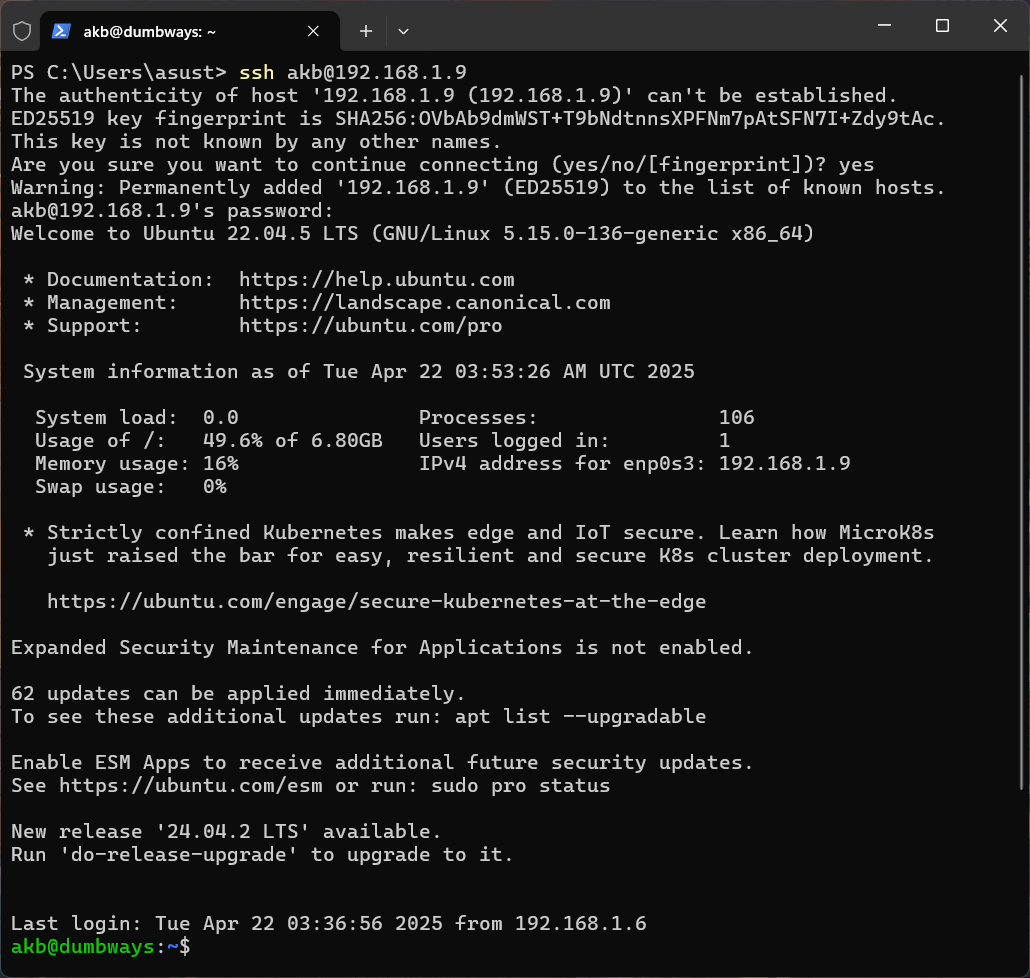 akb@dumbways: ~
PS C:\Users\asust> ssh akb@192.168.1.9
The authenticity of host '192.168.1.9 (192.168.1.9)' can't be established.
ED25519 key fingerprint is SHA256:OVbAb9dmWST+T9bNdtnnsXPFNm7pAtSFN7I+Zdy9tAc.
This key is not known by any other names.
Are you sure you want to continue connecting (yes/no/[fingerprint])? yes
Warning: Permanently added '192.168.1.9' (ED25519) to the list of known hosts.
akb@192.168.1.9's password:
Welcome to Ubuntu 22.04.5 LTS (GNU/Linux 5.15.0-136-generic x86_64)
* Documentation:  https://help.ubuntu.com
* Management:     https://landscape.canonical.com
* Support:        https://ubuntu.com/pro
System information as of Tue Apr 22 03:53:26 AM UTC 2025
System load:  0.0               Processes:               106
Usage of /:   49.6% of 6.80GB   Users logged in:         1
Memory usage: 16%               IPv4 address for enp0s3: 192.168.1.9
Swap usage:   0%
* Strictly confined Kubernetes makes edge and IoT secure. Learn how MicroK8s
just raised the bar for easy, resilient and secure K8s cluster deployment.
https://ubuntu.com/engage/secure-kubernetes-at-the-edge
Expanded Security Maintenance for Applications is not enabled.
62 updates can be applied immediately.
To see these additional updates run: apt list --upgradable
Enable ESM Apps to receive additional future security updates.
See https://ubuntu.com/esm or run: sudo pro status
New release '24.04.2 LTS' available.
Run 'do-release-upgrade' to upgrade to it.
Last login: Tue Apr 22 03:36:56 2025 from 192.168.1.6
akb@dumbways:~$